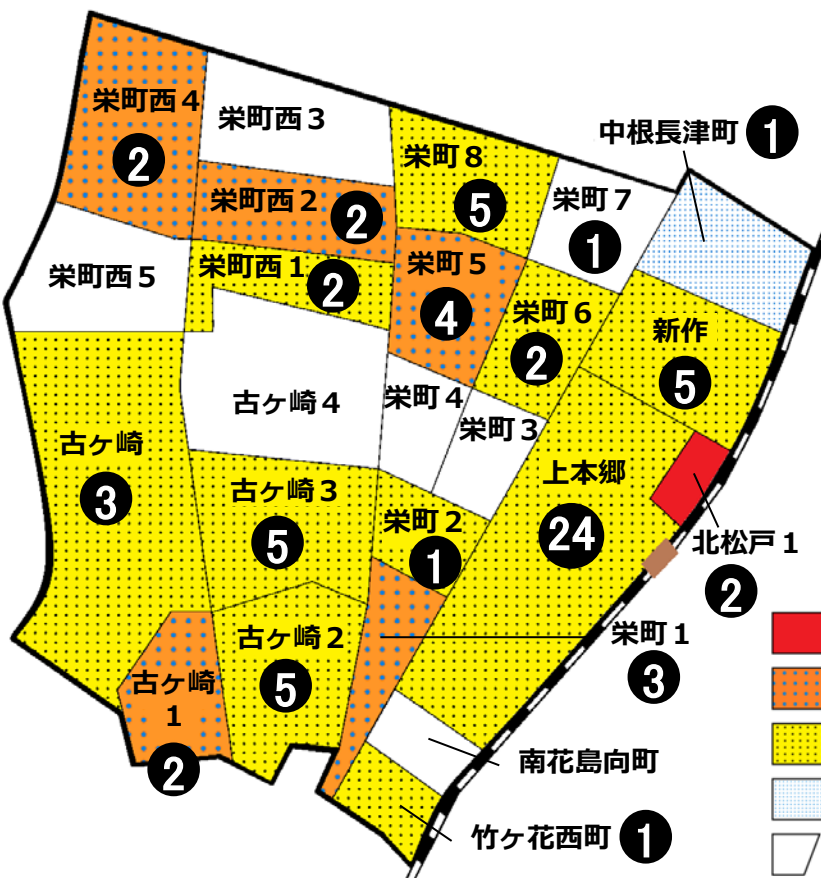 栄町西４
2
栄町西３
栄町８
5
中根長津町 1
栄町西２ 2
栄町７
1
栄町西１
2
栄町５
4
栄町西５
栄町６
2
新作
5
古ヶ崎４
栄町４
栄町３
古ヶ崎
3
古ヶ崎３
5
栄町２
1
上本郷
24
北松戸１
2
古ヶ崎２
5
栄町１
3
古ヶ崎
１
2
南花島向町
竹ヶ花西町 1